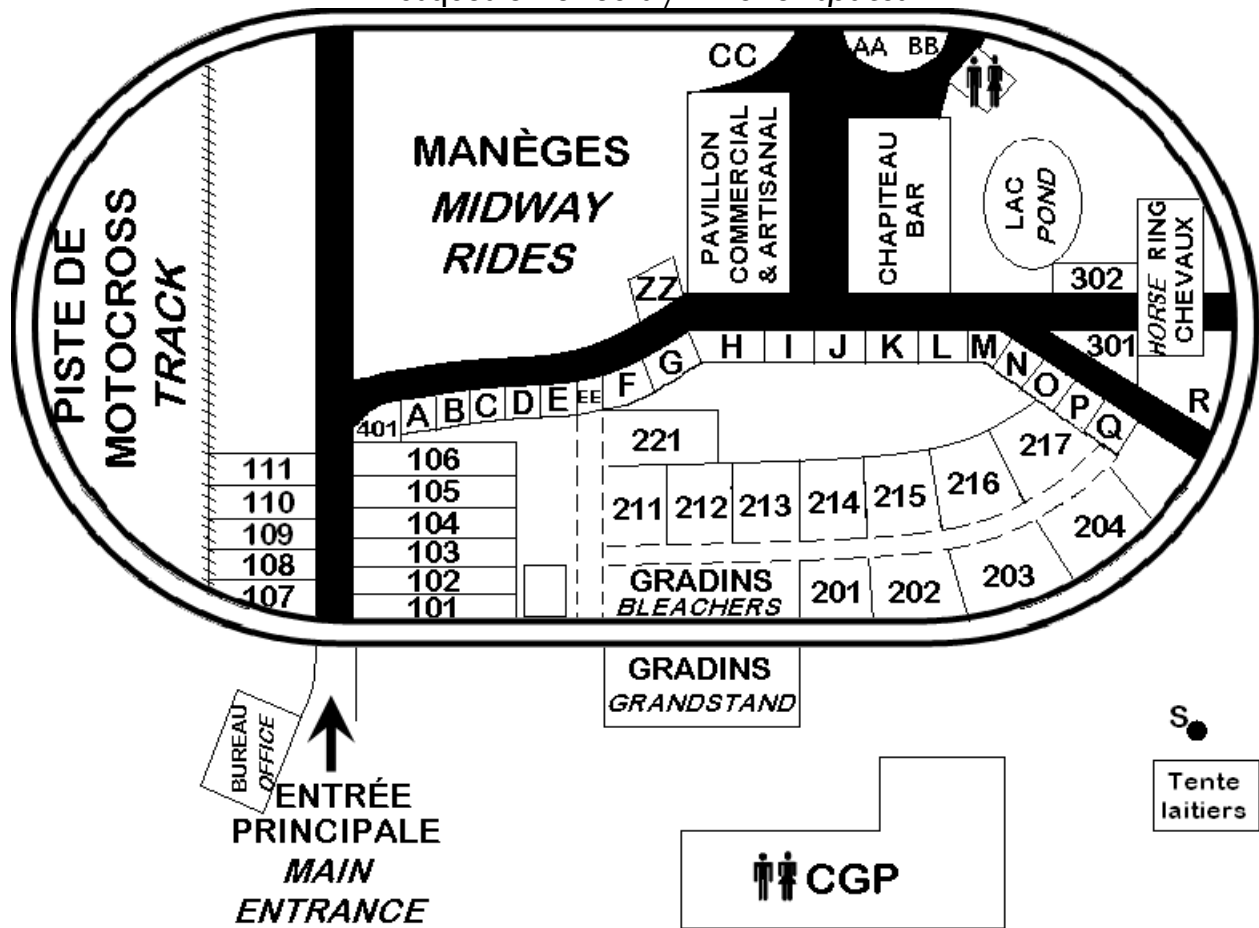 CC
AA BB
MANÈGES
MIDWAY
RIDES
PAVILLON
COMMERCIAL
& ARTISANAL
CHAPITEAU
BAR
LAC
POND
PISTE DE
MOTOCROSS
TRACK
HORSE RING
CHEVAUX
ZZ
302
301
H I J K L M
N O P Q
R
G
F
401 A B C D E EE
221
217
111
110
109
108
107
106
105
104
103
102
101
211 212 213 214 215 216
204
GRADINS
BLEACHERS
201 202 203
GRADINS
GRANDSTAND
BUREAU
OFFICE
ENTRÉE
PRINCIPALE
MAIN
ENTRANCE
S
Tente
laitiers
CGP